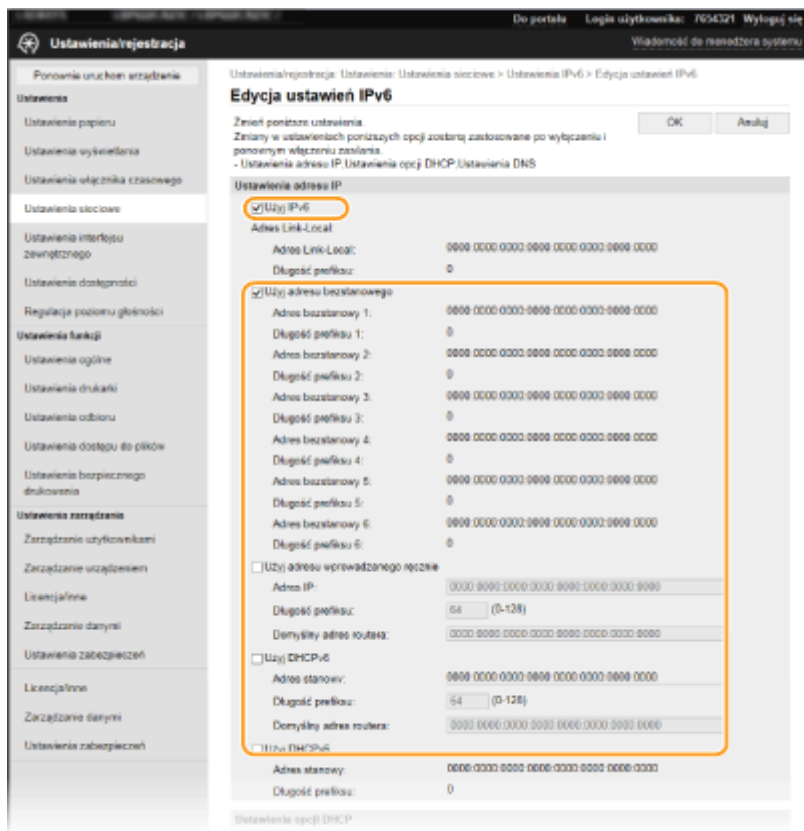 Do portalu Login użytkownika: 7654321 Wyloguj się
Ustawienia/rejestracja
Wiadomość do menedżera systemu
Ponownie uruchom urządzenie
Ustawienia
Ustawienia papieru
Ustawienia wyświetlania
Ustawienia włącznika czasowego
Ustawienia sieciowe
Ustawienia interfejsu
zewnętrznego
Ustawienia dostępności
Regulacja poziomu głośności
Ustawienia funkcji
Ustawienia ogólne
Ustawienia drukarki
Ustawienia odbioru
Ustawienia dostępu do plików
Ustawienia bezpiecznego
drukowania
Ustawienia zarządzania
Zarządzanie użytkownikami
Zarządzanie urządzeniem
Licencja/Inne
Zarządzanie danymi
Ustawienia zabezpieczeń
Licencja/Inne
Zarządzanie danymi
Ustawienia zabezpieczeń
Ustawienia/rejestracja: Ustawienia: Ustawienia sieciowe > Ustawienia IPv6 > Edycja ustawień IPv6
Edycja ustawień IPv6
Zmień poniższe ustawienia.
OK Anuluj
Zmiany w ustawieniach poniższych opcji zostaną zastosowane po wyłączeniu i
ponownym włączeniu zasilania.
- Ustawienia adresu IP,Ustawienia opcji DHCP,Ustawienia DNS
Ustawienia adresu IP
Użyj IPv6
Adres Link-Local:
Adres Link-Local: 0000:0000:0000:0000:0000:0000:0000:0000
Długość prefiksu: 0
Użyj adresu bezstanowego
Adres bezstanowy 1: 0000:0000:0000:0000:0000:0000:0000:0000
Długość prefiksu 1: 0
Adres bezstanowy 2: 0000:0000:0000:0000:0000:0000:0000:0000
Długość prefiksu 2: 0
Adres bezstanowy 3: 0000:0000:0000:0000:0000:0000:0000:0000
Długość prefiksu 3: 0
Adres bezstanowy 4: 0000:0000:0000:0000:0000:0000:0000:0000
Długość prefiksu 4: 0
Adres bezstanowy 5: 0000:0000:0000:0000:0000:0000:0000:0000
Długość prefiksu 5: 0
Adres bezstanowy 6: 0000:0000:0000:0000:0000:0000:0000:0000
Długość prefiksu 6: 0
Użyj adresu wprowadzanego ręcznie
Adres IP: 0000:0000:0000:0000:0000:0000:0000:0000
Długość prefiksu: 64 (0-128)
Domyślny adres routera: 0000:0000:0000:0000:0000:0000:0000:0000
Użyj DHCPv6
Adres stanowy: 0000:0000:0000:0000:0000:0000:0000:0000
Długość prefiksu: 64 (0-128)
Domyślny adres routera: 0000:0000:0000:0000:0000:0000:0000:0000
Użyj DHCPv6
Adres stanowy: 0000:0000:0000:0000:0000:0000:0000:0000
Długość prefiksu: 0
Ustawienia opcji DHCP